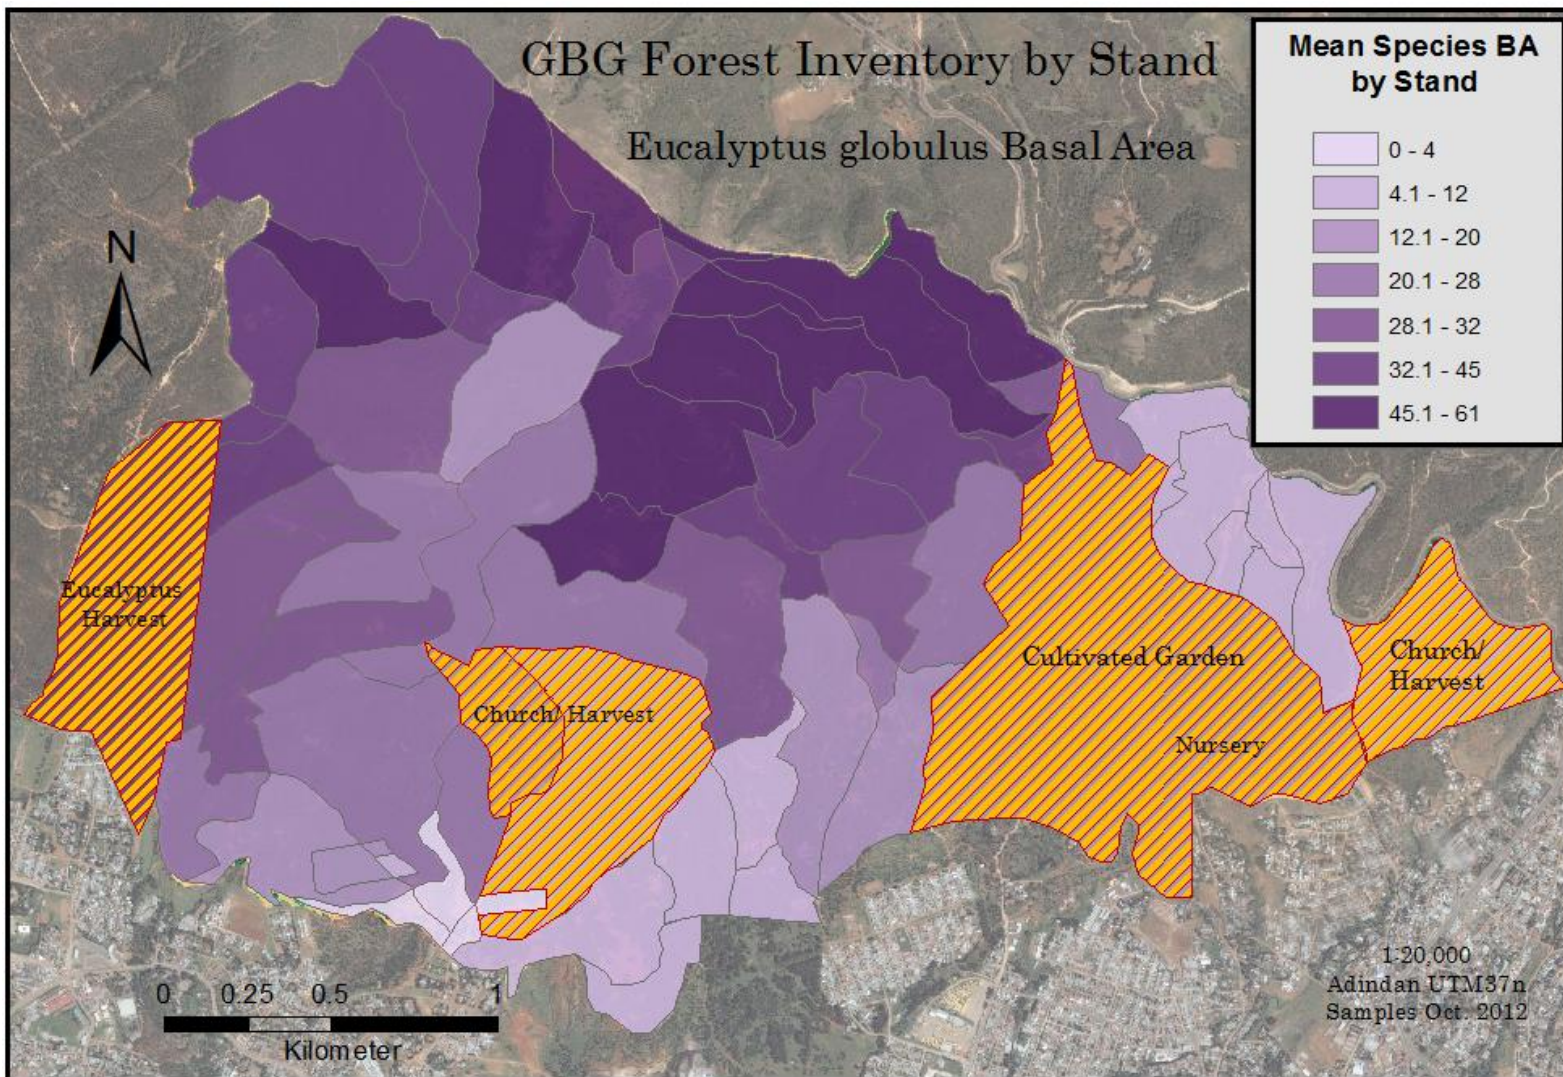 GBG Forest Inventory by Stand
Eucalyptus globulus Basal Area
Mean Species BA
by Stand
0 - 4
4.1 - 12
12.1 - 20
20.1 - 28
28.1 - 32
32.1 - 45
45.1 - 61
N
Eucalyptus
Harvest
Church/ Harvest
Cultivated Garden
Nursery
Church/
Harvest
0 0.25 0.5 1
Kilometer
1:20,000
Adindan UTM37n
Samples Oct. 2012